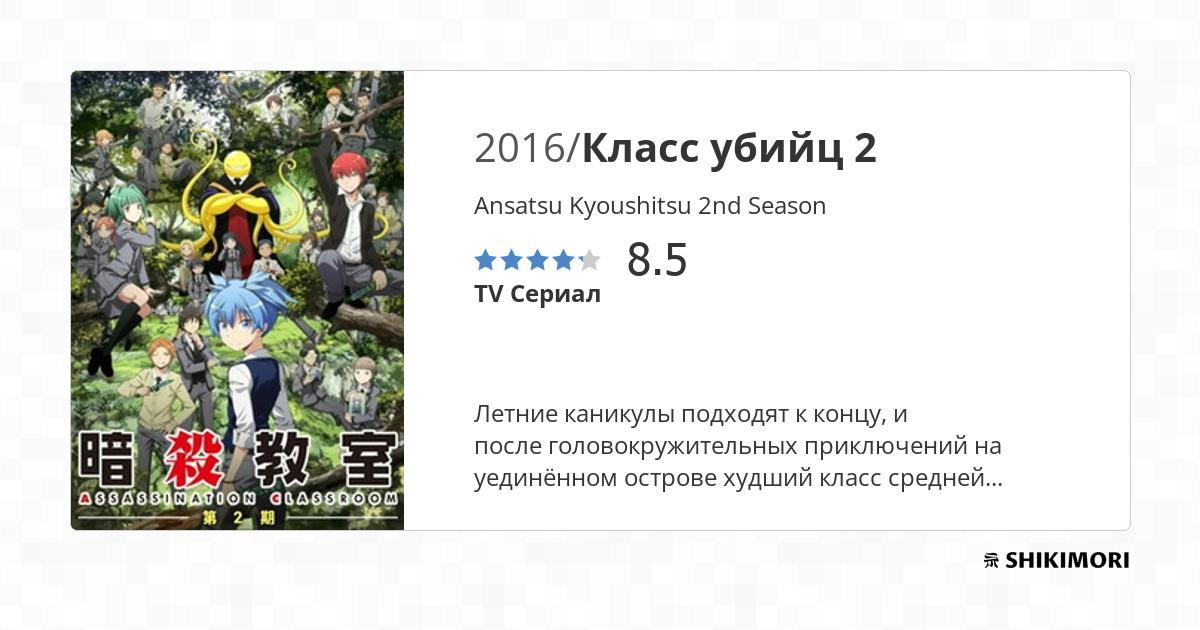 2016/Класс убийц 2
Ansatsu Kyoushitsu 2nd Season
8.5
TV Сериал
Летние каникулы подходят к концу, и
после головокружительных приключений на
уединённом острове худший класс средней...
暗殺教室
ASSASSINATION CLASSROOM
第2期
SHIKIMORI